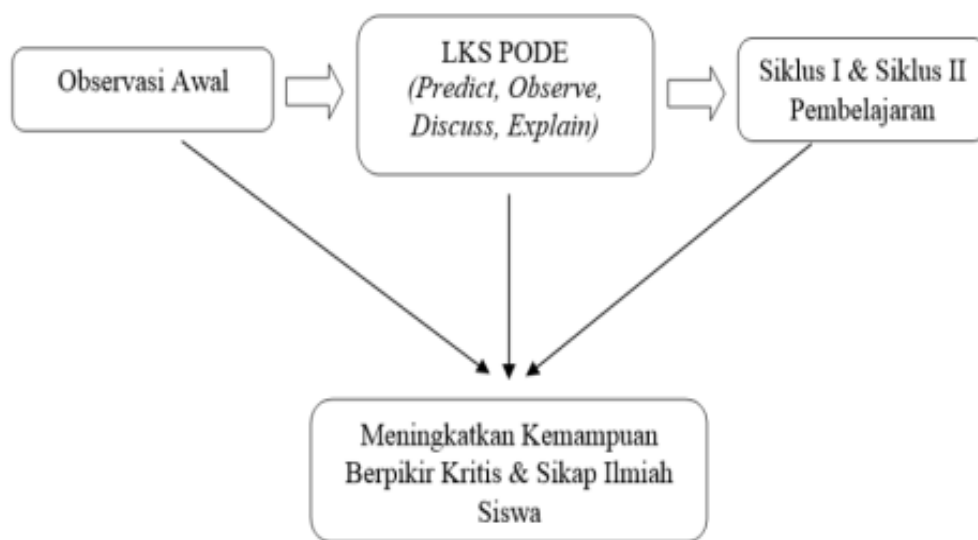 Observasi Awal
LKS PODE
(Predict, Observe,
Discuss, Explain)
Siklus I & Siklus II
Pembelajaran
Meningkatkan Kemampuan
Berpikir Kritis & Sikap Ilmiah
Siswa